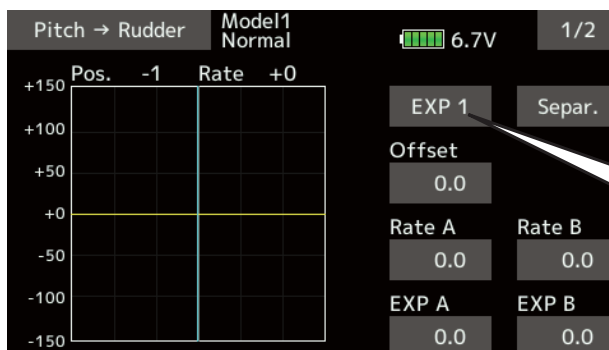 Pitch → Rudder
Model1
Normal
6.7V
1/2
Pos. -1 Rate +0
+150
+100
+50
+0
-50
-100
-150
EXP 1
Separ.
Offset
0.0
Rate A
Rate B
0.0
0.0
EXP A
EXP B
0.0
0.0